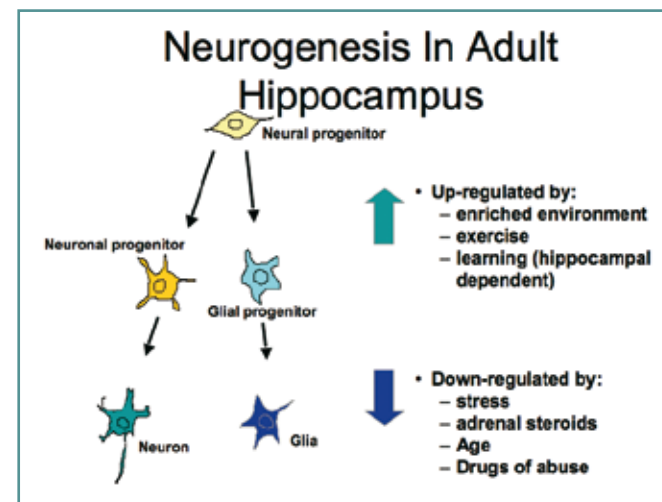 Neurogenesis In Adult
Hippocampus
Neural progenitor
Neuronal progenitor
Glial progenitor
Neuron
Glia
• Up-regulated by:
– enriched environment
– exercise
– learning (hippocampal
dependent)
• Down-regulated by:
– stress
– adrenal steroids
– Age
– Drugs of abuse